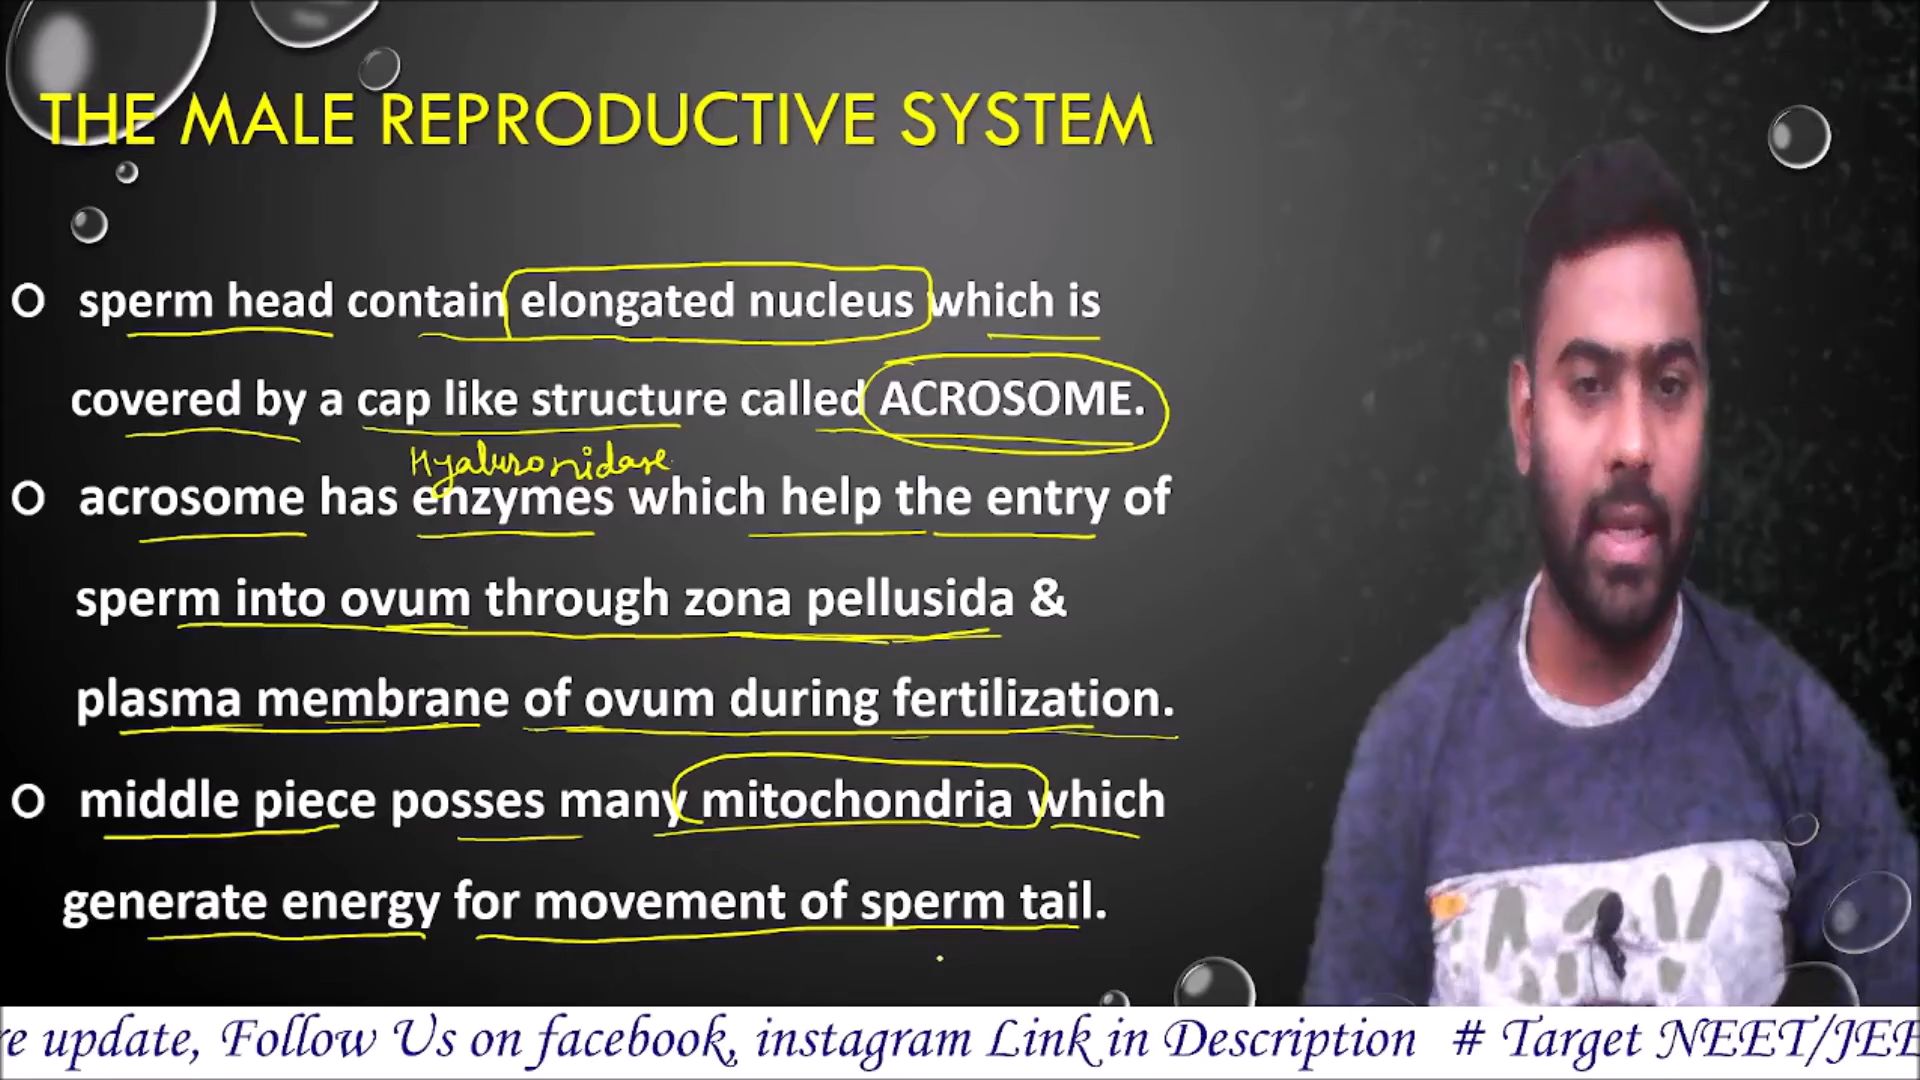 THE MALE REPRODUCTIVE SYSTEM
sperm head contain elongated nucleus which is
covered by a cap like structure called ACROSOME.
Hyaluronidase
acrosome has enzymes which help the entry of
sperm into ovum through zona pellusida &
plasma membrane of ovum during fertilization.
middle piece posses many mitochondria which
generate energy for movement of sperm tail.
re update, Follow Us on facebook, instagram Link in Description # Target NEET/JEE